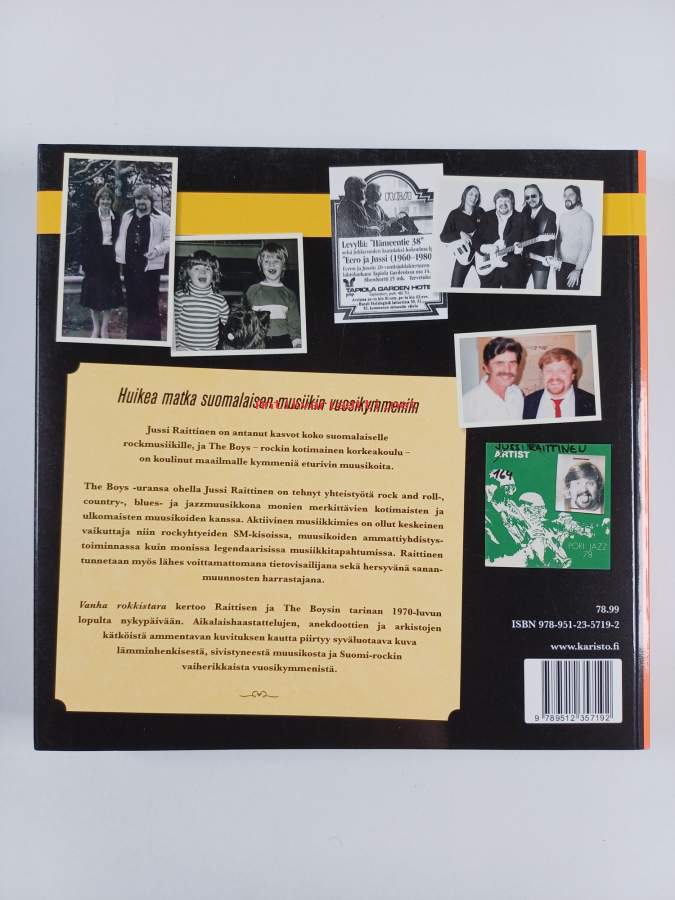 RCA
Levyllä: "Hämeentie 38"
"Eero ja Jussi (1960-1980
TAPIOLA GARDEN HOTE
Huikea matka suomalaisen musiikin vuosikymmeniin
Jussi Raittinen on antanut kasvot koko suomalaiselle
rockmusiikille, ja The Boys – rockin kotimainen korkeakoulu –
on koulinut maailmalle kymmeniä eturivin muusikoita.
The Boys -uransa ohella Jussi Raittinen on tehnyt yhteistyötä rock and roll-,
country-, blues- ja jazzmuusikkona monien merkittävien kotimaisten ja
ulkomaisten muusikoiden kanssa. Aktiivinen musiikkimies on ollut keskeinen
vaikuttaja niin rockyhtyeiden SM-kisoissa, muusikoiden ammattiyhdistys-
toiminnassa kuin monissa legendaarisissa musiikkitapahtumissa. Raittinen
tunnetaan myös lähes voittamattomana tietovisailijana sekä hersyvänä sanan-
muunnosten harrastajana.
Vanha rokkistara kertoo Raittisen ja The Boysin tarinan 1970-luvun
lopulta nykypäivään. Aikalaishaastattelujen, anekdoottien ja arkistojen
kätköistä ammentavan kuvituksen kautta piirtyy syväluotaava kuva
lämminhenkisestä, sivistyneestä muusikosta ja Suomi-rockin
vaiherikkaista vuosikymmenistä.
JUSSI RAITTINEN
ARTIST
164
PORI JAZZ
78
78.99
ISBN 978-951-23-5719-2
www.karisto.fi
9 789512 357192